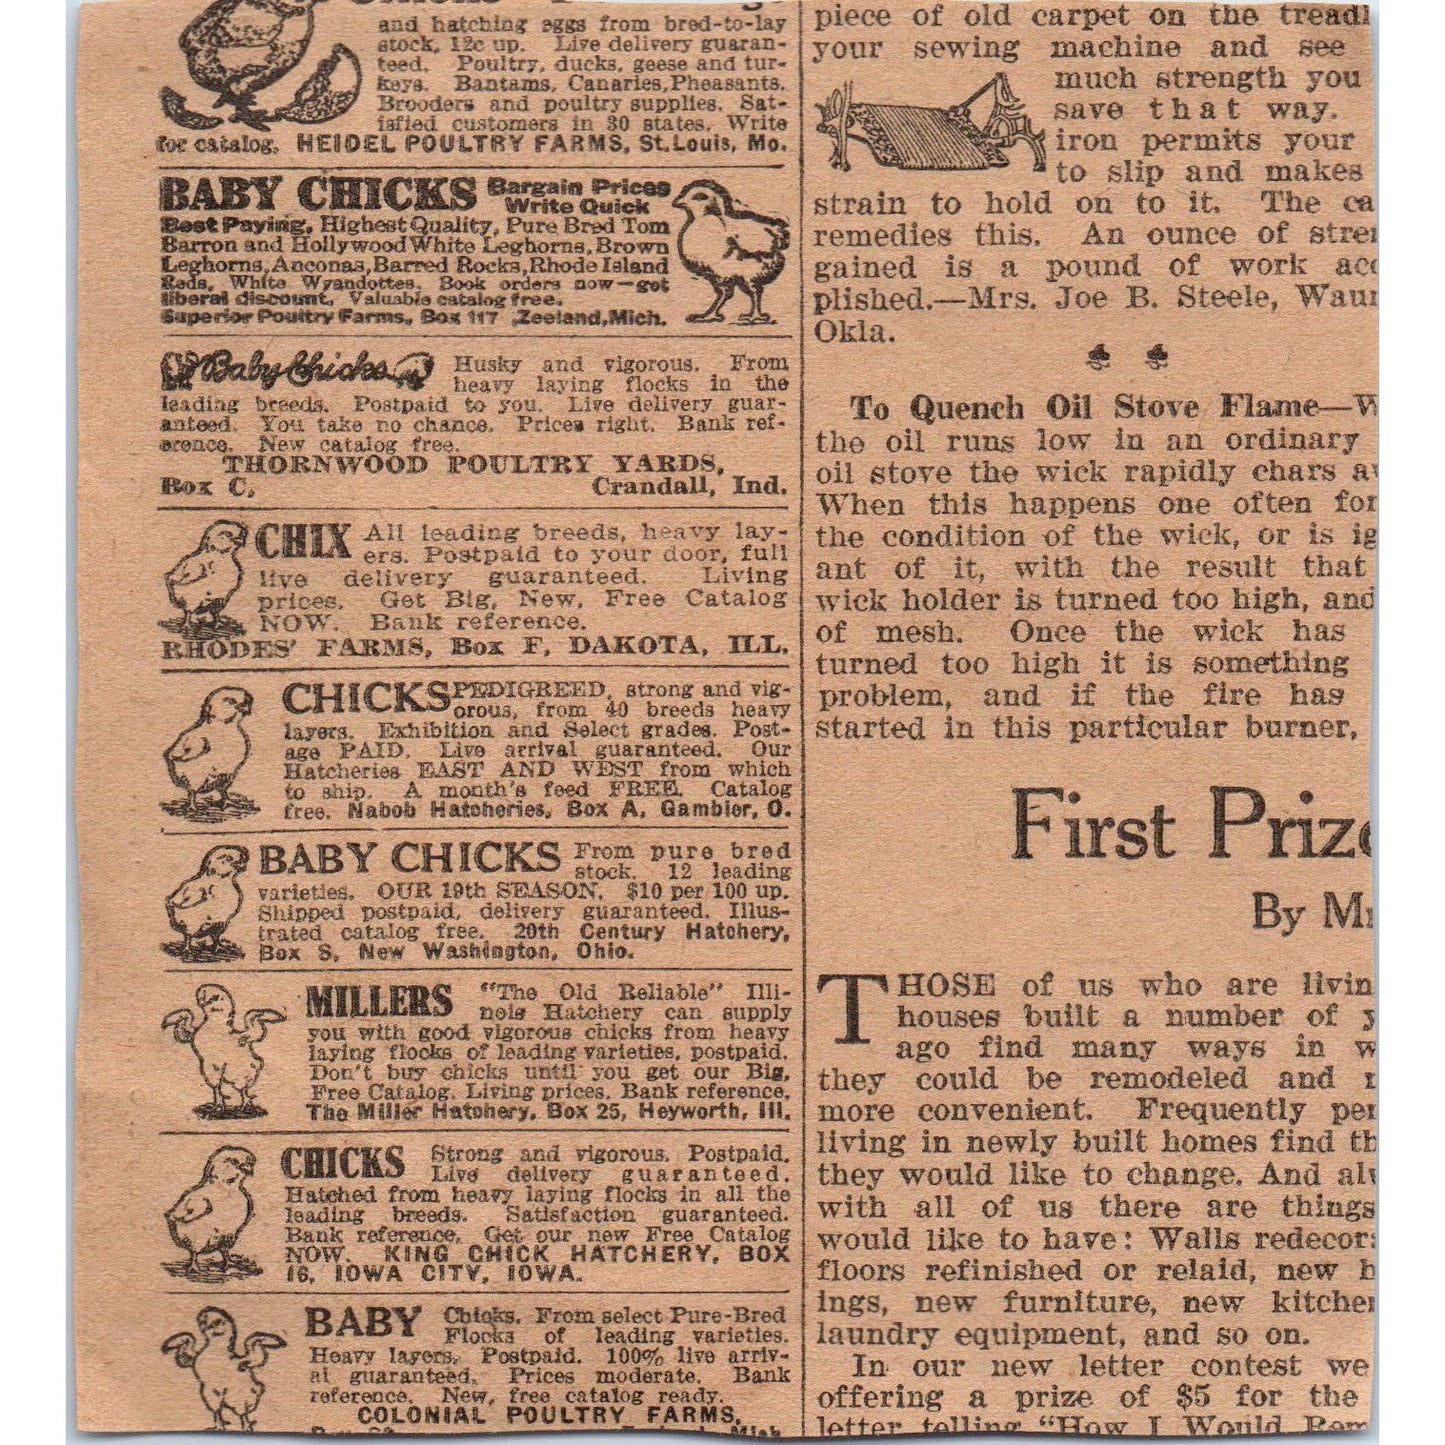 and hatching eggs from bred-to-lay
stock, 12c up. Live delivery guaran-
teed. Poultry, ducks, geese and tur-
keys. Bantams, Canaries, Pheasants.
Brooders and poultry supplies. Sat-
isfied customers in 30 states. Write
for catalog. HEIDEL POULTRY FARMS, St. Louis, Mo.
BABY CHICKS Bargain Prices
Write Quick
Best Paying, Highest Quality, Pure Bred Tom
Barron and Hollywood White Leghorns, Brown
Leghorns, Anconas, Barred Rocks, Rhode Island
Reds, White Wyandottes. Book orders now—get
liberal discount. Valuable catalog free.
Superior Poultry Farms, Box 117 Zeeland, Mich.
Baby Chicks Husky and vigorous. From
heavy laying flocks in the
leading breeds. Postpaid to you. Live delivery guar-
anteed. You take no chance. Prices right. Bank ref-
erence. New catalog free.
THORNWOOD POULTRY YARDS,
Box C, Crandall, Ind.
CHIX All leading breeds, heavy lay-
ers. Postpaid to your door, full
live delivery guaranteed. Living
prices. Get Big, New, Free Catalog
NOW. Bank reference.
RHODES' FARMS, Box F, DAKOTA, ILL.
CHICKS PEDIGREED, strong and vig-
orous, from 40 breeds heavy
layers. Exhibition and Select grades. Post-
age PAID. Live arrival guaranteed. Our
Hatcheries EAST AND WEST from which
to ship. A month's feed FREE. Catalog
free. Nabob Hatcheries, Box A, Gambier, O.
BABY CHICKS From pure bred
stock. 12 leading
varieties. OUR 19th SEASON. $10 per 100 up.
Shipped postpaid, delivery guaranteed. Illus-
trated catalog free. 20th Century Hatchery,
Box S, New Washington, Ohio.
MILLERS "The Old Reliable" Illi-
nois Hatchery can supply
you with good vigorous chicks from heavy
laying flocks of leading varieties, postpaid.
Don't buy chicks until you get our Big,
Free Catalog. Living prices. Bank reference.
The Miller Hatchery, Box 25, Heyworth, Ill.
CHICKS Strong and vigorous. Postpaid.
Live delivery guaranteed.
Hatched from heavy laying flocks in all the
leading breeds. Satisfaction guaranteed.
Bank reference. Get our new Free Catalog
NOW. KING CHICK HATCHERY, BOX
16, IOWA CITY, IOWA.
BABY Chicks. From select Pure-Bred
Flocks of leading varieties.
Heavy layers. Postpaid. 100% live arriv-
al guaranteed. Prices moderate. Bank
reference. New, free catalog ready.
COLONIAL POULTRY FARMS,
piece of old carpet on the treadl
your sewing machine and see
much strength you
save that way.
iron permits your
to slip and makes
strain to hold on to it. The ca
remedies this. An ounce of stre
gained is a pound of work acc
plished.—Mrs. Joe B. Steele, Wau
Okla.
To Quench Oil Stove Flame—W
the oil runs low in an ordinary
oil stove the wick rapidly chars a
When this happens one often for
the condition of the wick, or is ig
ant of it, with the result that
wick holder is turned too high, and
of mesh. Once the wick has
turned too high it is something
problem, and if the fire has
started in this particular burner,
First Prize
By M
THOSE of us who are livin
houses built a number of y
ago find many ways in w
they could be remodeled and
more convenient. Frequently per
living in newly built homes find th
they would like to change. And al
with all of us there are things
would like to have: Walls redecor
floors refinished or relaid, new h
ings, new furniture, new kitche
laundry equipment, and so on.
In our new letter contest we
offering a prize of $5 for the
letter telling "How I Would Rem